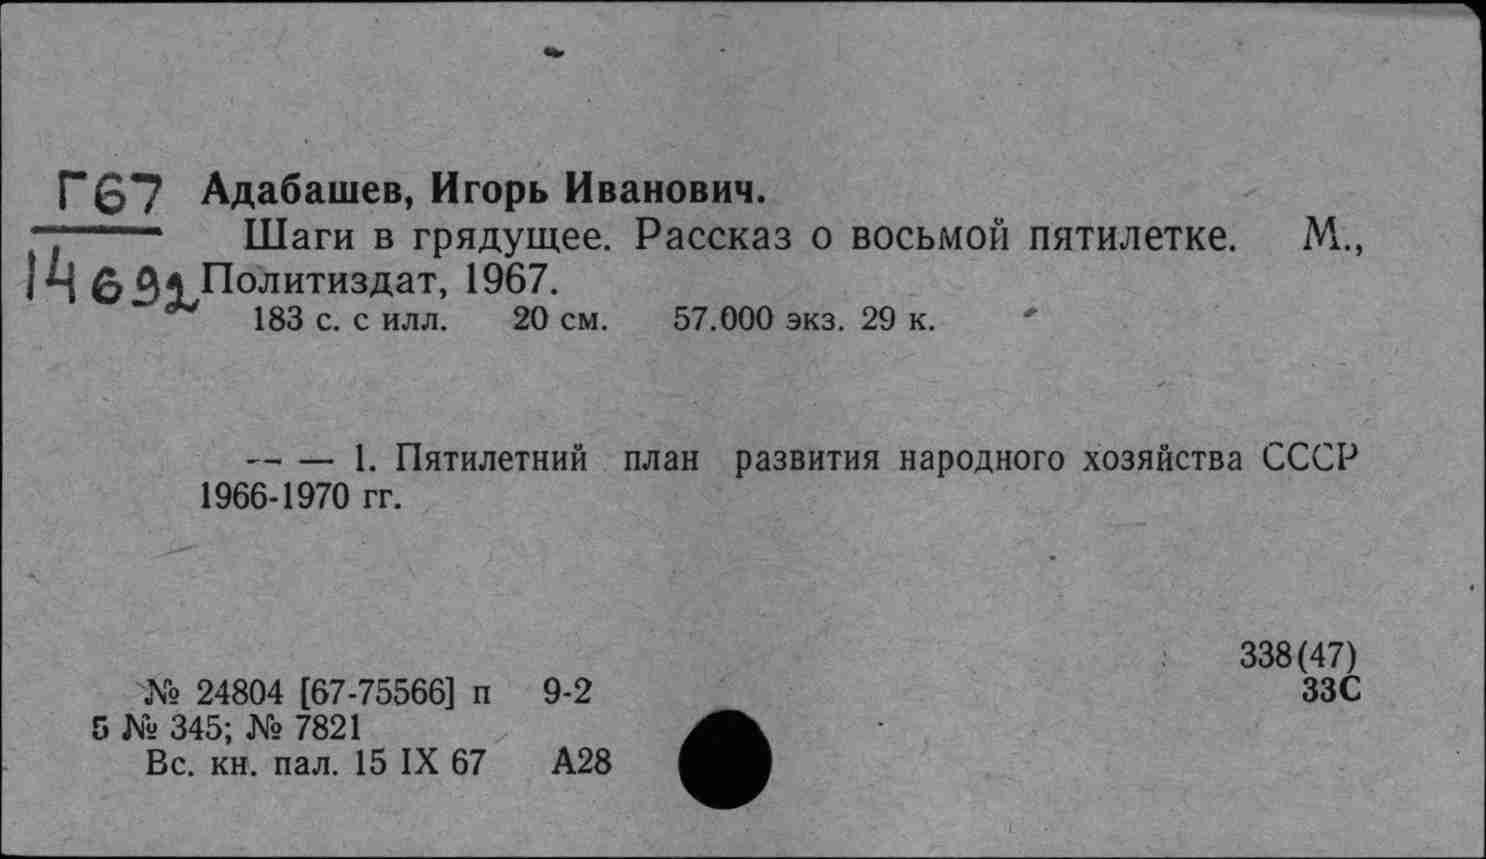 Г67 Адабашев, Игорь Иванович.
Шаги в грядущее. Рассказ о восьмой пятилетке. М.,
Политиздат, 1967.
183 с. с илл. 20 см. 57.000 экз. 29 к.
— — 1. Пятилетний план развития народного хозяйства СССР
1966-1970 гг.
338(47)
№ 24804 [67-75566] п 9-2 33С
5 № 345; № 7821
Вс. кн. пал. 15 IX 67 А28